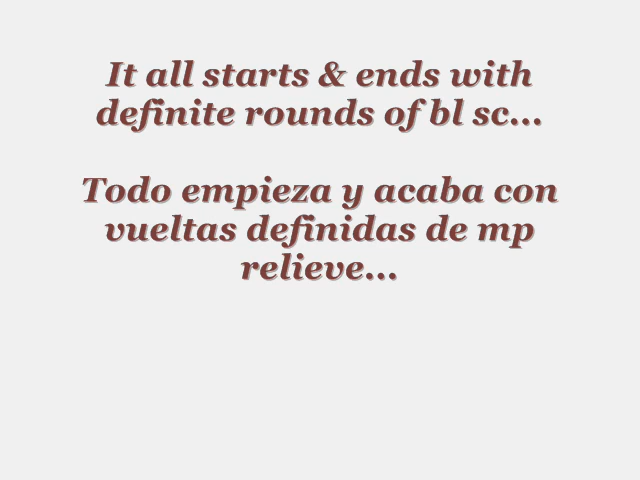 It all starts & ends with
definite rounds of bl sc...
Todo empieza y acaba con
vueltas definidas de mp
relieve...